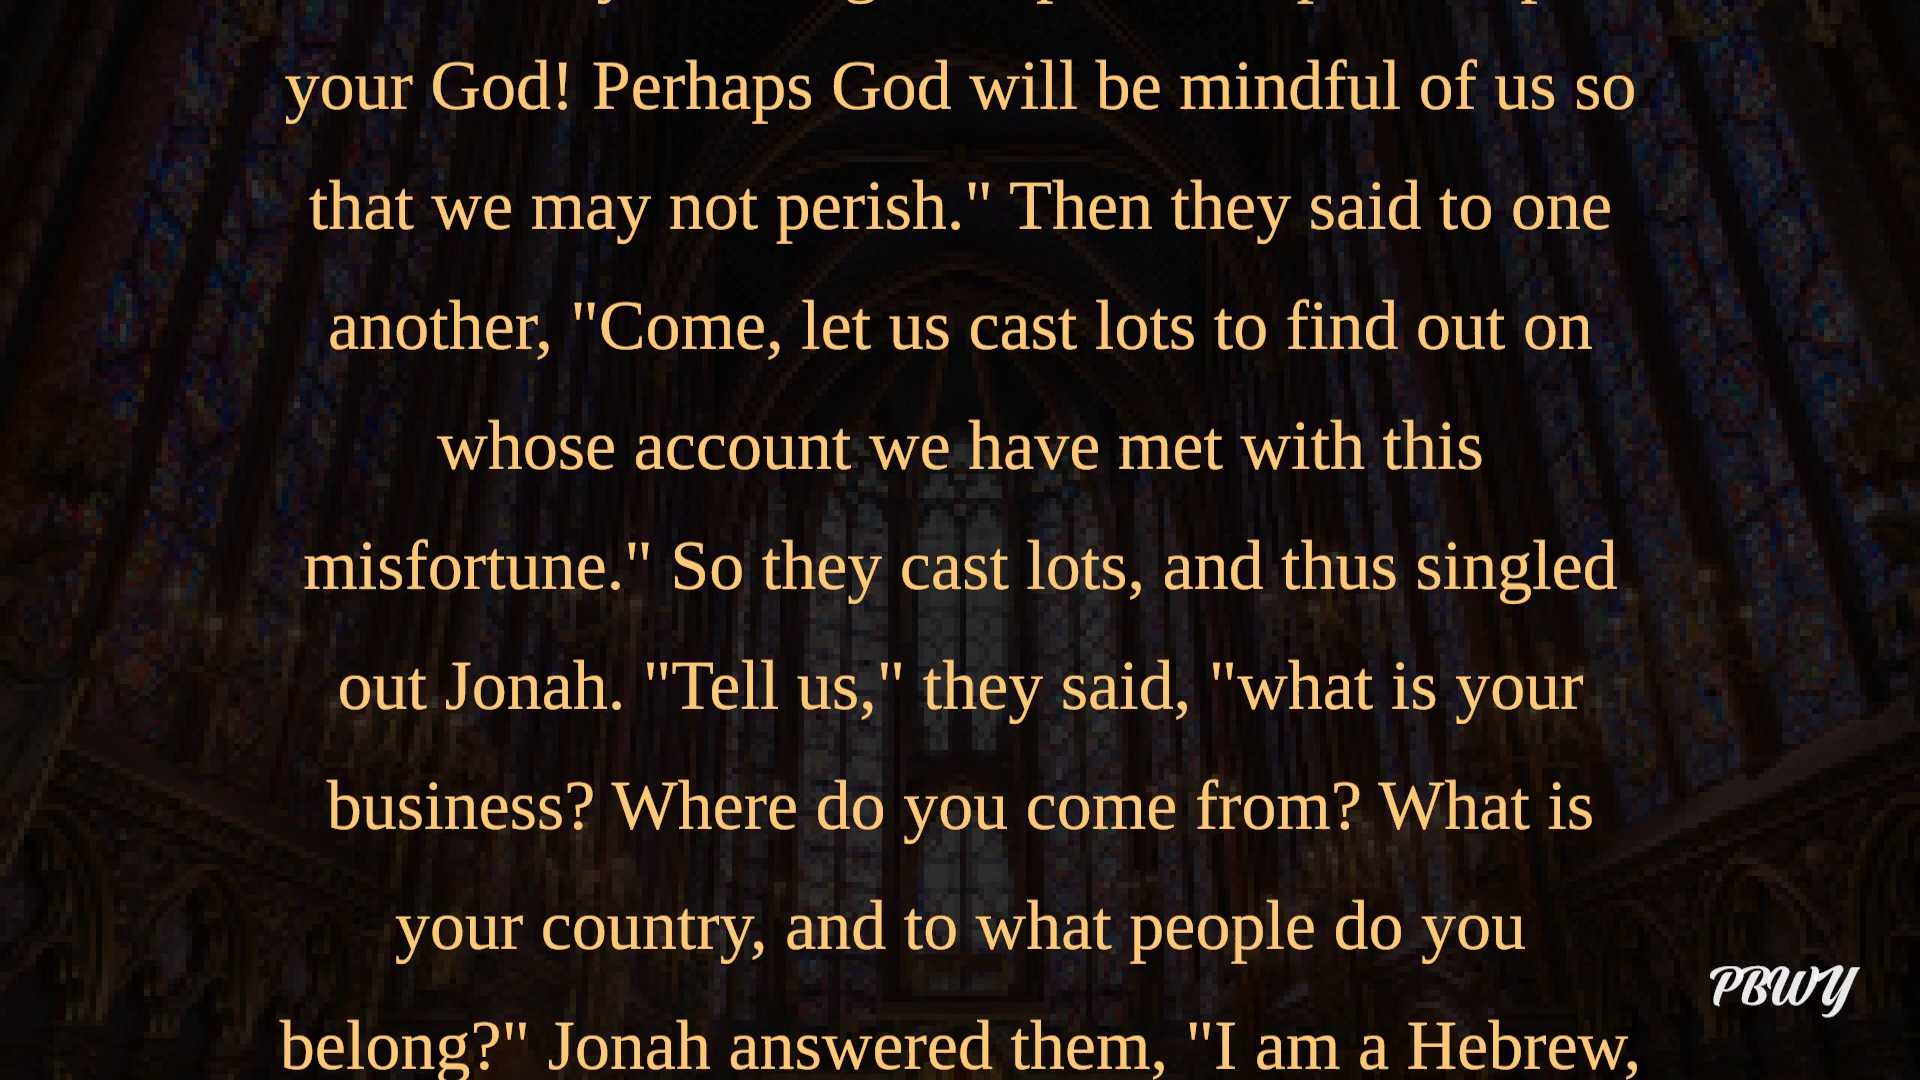 your God! Perhaps God will be mindful of us so
that we may not perish." Then they said to one
another, "Come, let us cast lots to find out on
whose account we have met with this
misfortune." So they cast lots, and thus singled
out Jonah. "Tell us," they said, "what is your
business? Where do you come from? What is
your country, and to what people do you
belong?" Jonah answered them, "I am a Hebrew,
PBWY